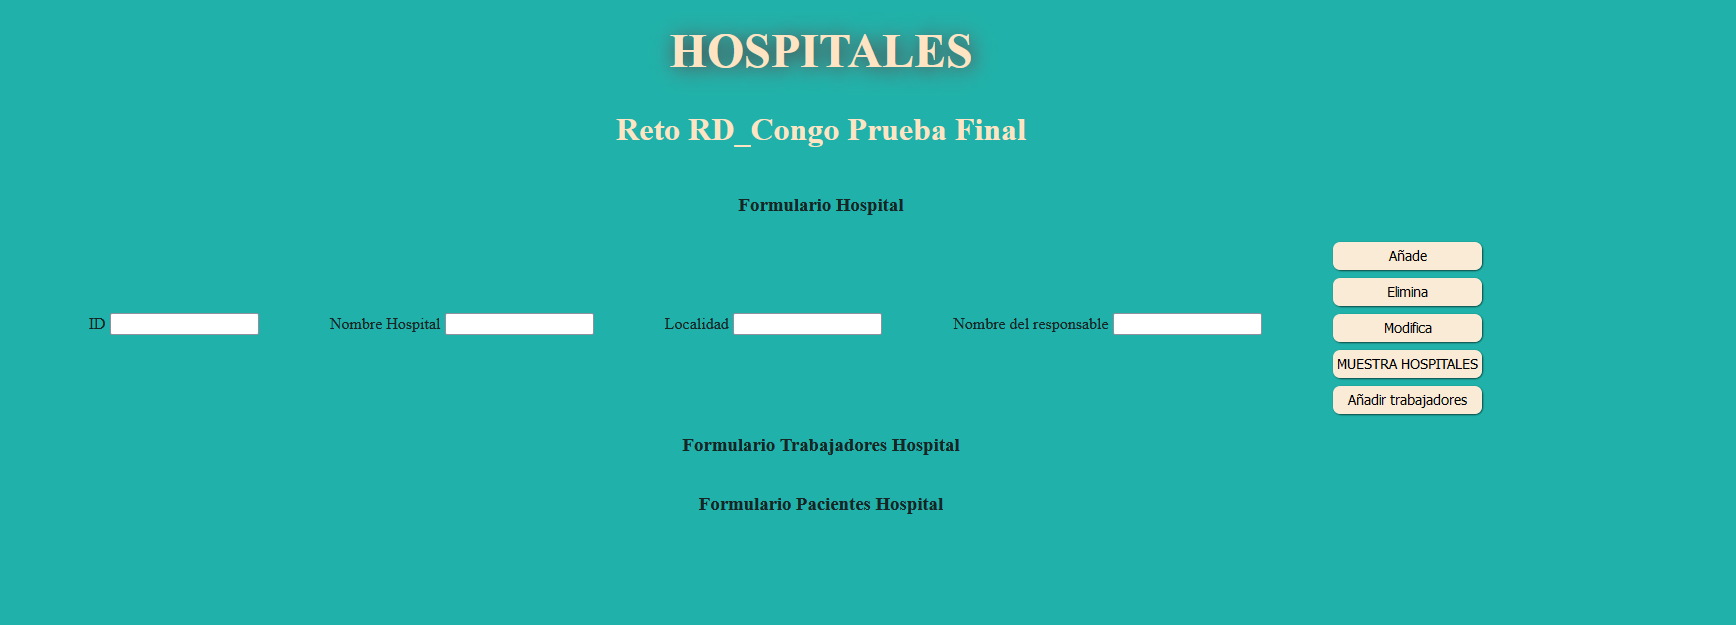 HOSPITALES
Reto RD_Congo Prueba Final
Formulario Hospital
ID
Nombre Hospital
Localidad
Nombre del responsable
Añade
Elimina
Modifica
MUESTRA HOSPITALES
Añadir trabajadores
Formulario Trabajadores Hospital
Formulario Pacientes Hospital